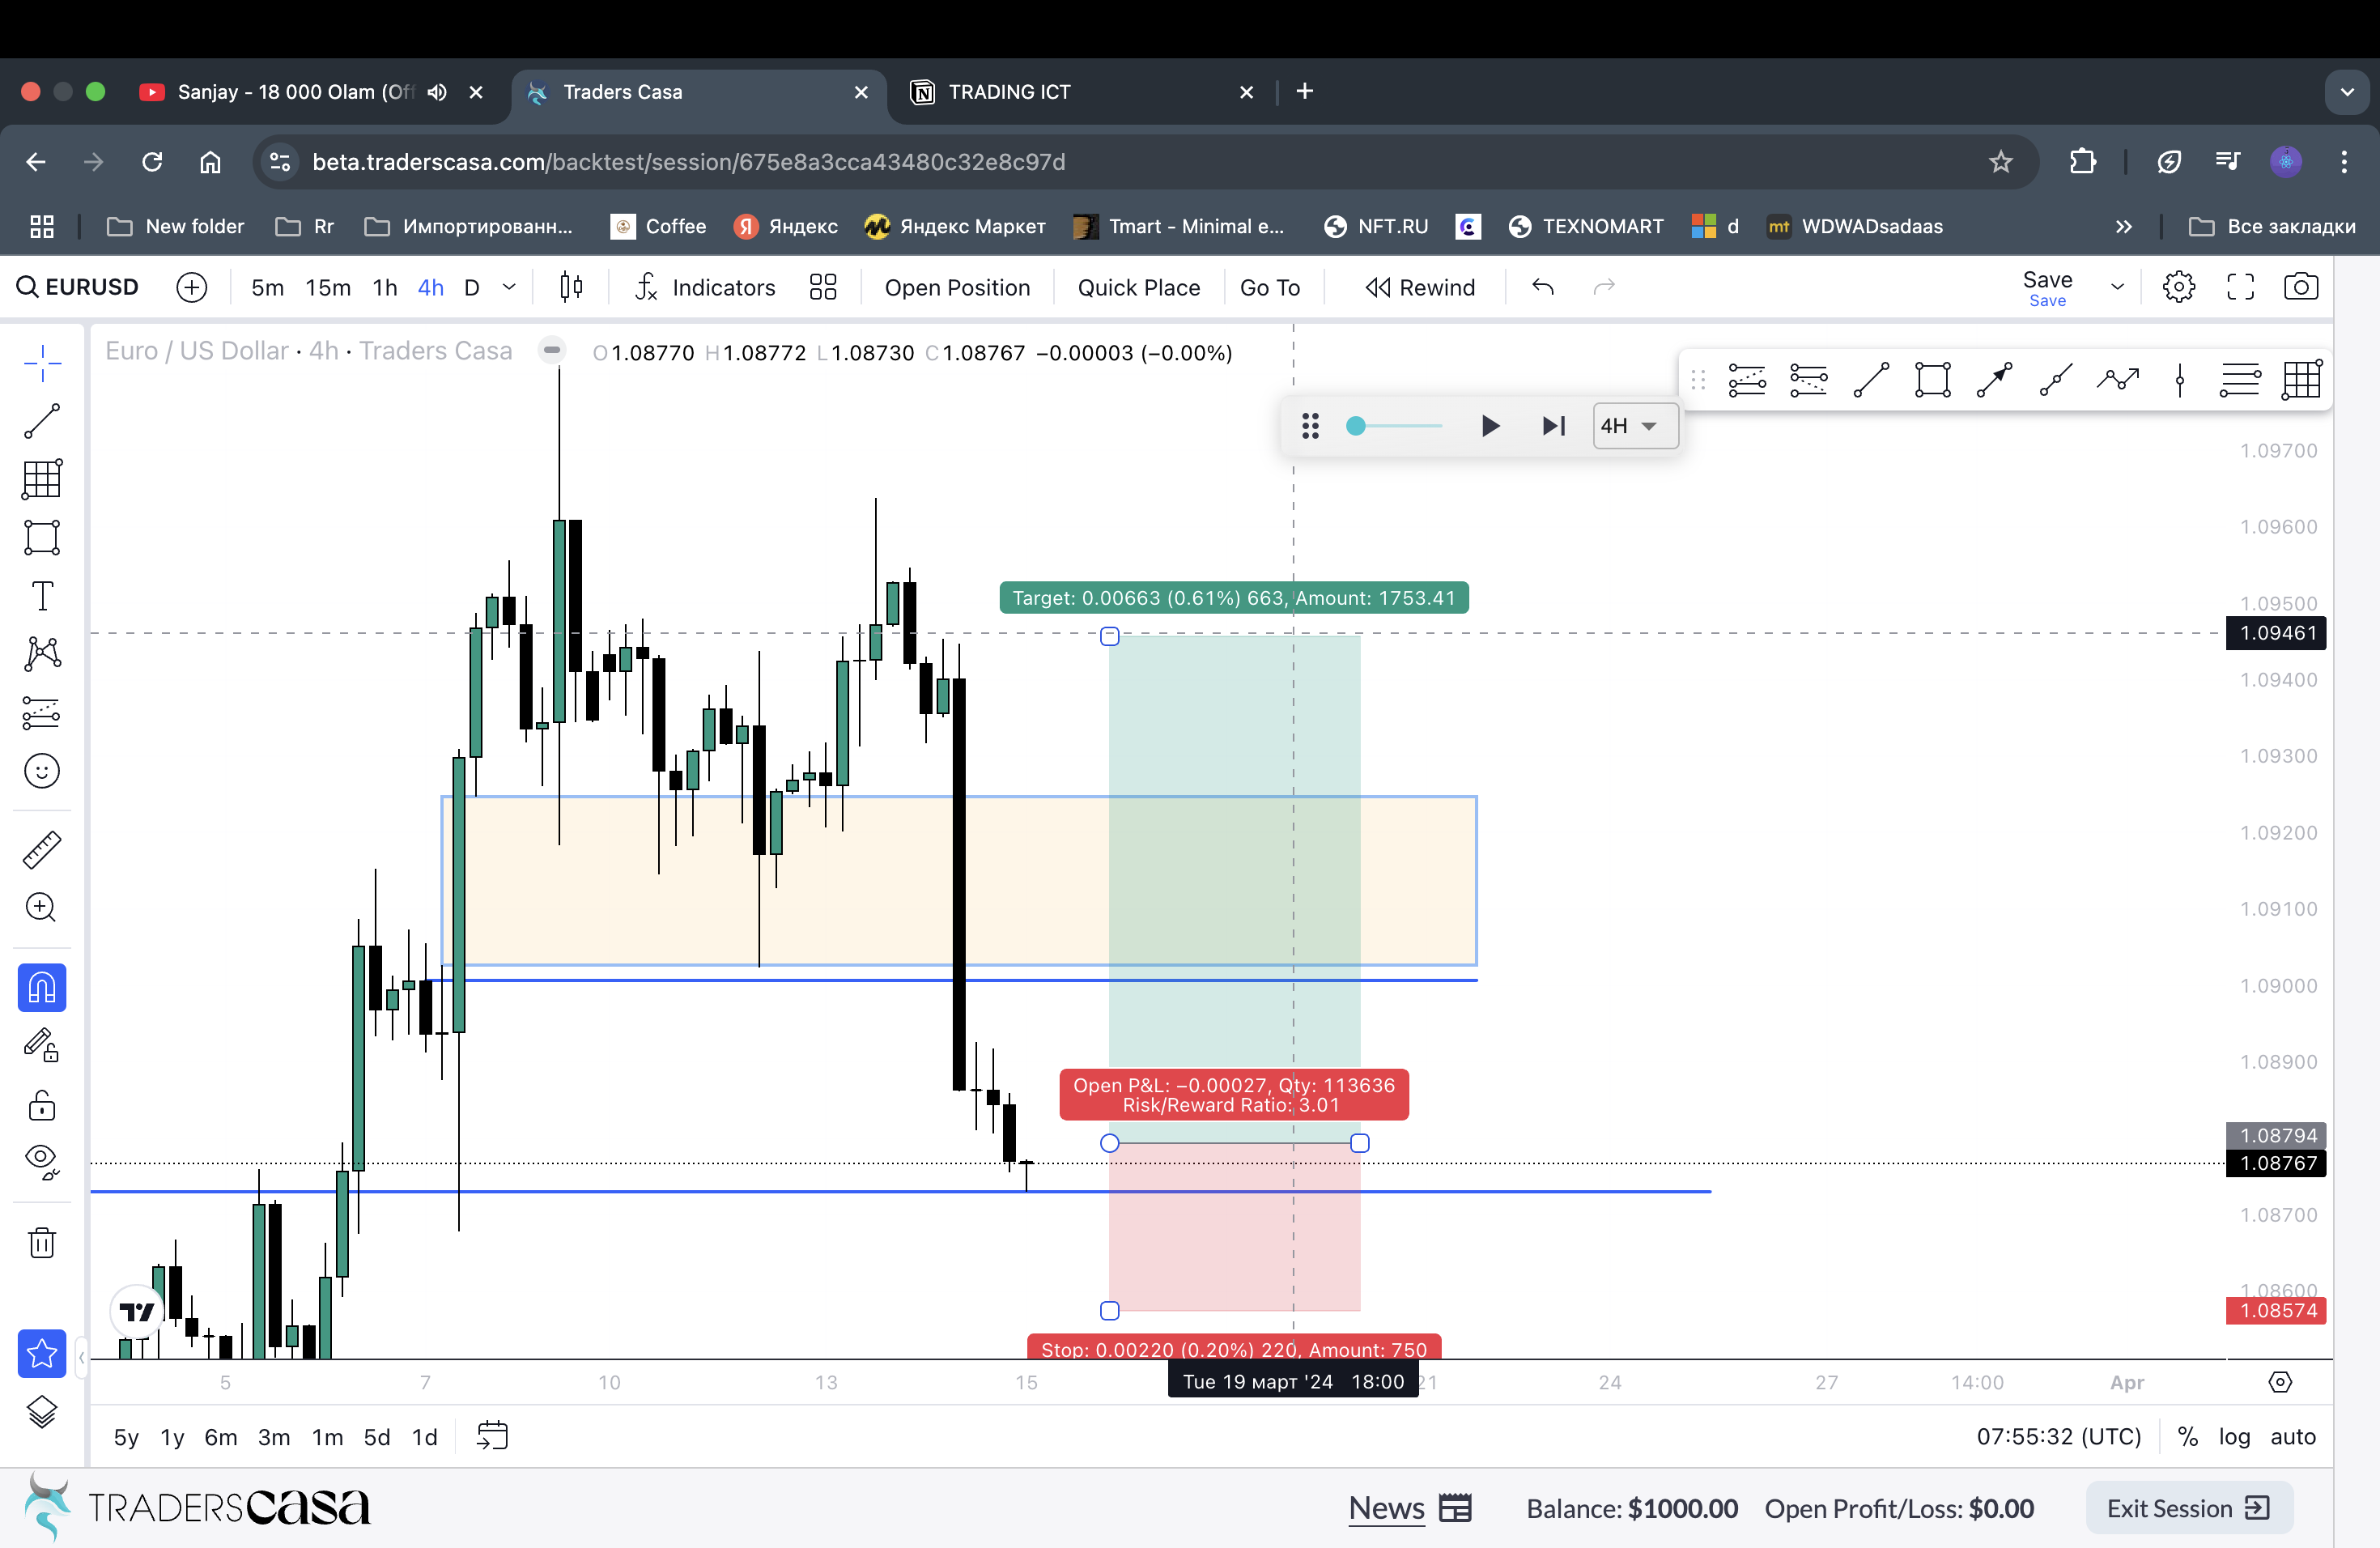 Sanjay - 18 000 Olam (Off
Traders Casa
TRADING ICT
beta.traderscasa.com/backtest/session/675e8a3cca43480c32e8c97d
New folder
Rr
Импортированн...
Coffee
Яндекс
Яндекс Маркет
Tmart - Minimal e...
NFT.RU
TEXNOMART
d
mt WDWADsadaas
Все закладки
EURUSD
5m 15m 1h 4h D
Indicators
Open Position
Quick Place
Go To
Rewind
Save
Save
Euro / US Dollar · 4h · Traders Casa
O1.08770 H1.08772 L1.08730 C1.08767 −0.00003 (−0.00%)
4H
1.09700
1.09600
Target: 0.00663 (0.61%) 663, Amount: 1753.41
1.09500
1.09461
1.09400
1.09300
1.09200
1.09100
1.09000
1.08900
Open P&L: −0.00027, Qty: 113636
Risk/Reward Ratio: 3.01
1.08794
1.08767
1.08700
1.08600
1.08574
Stop: 0.00220 (0.20%) 220, Amount: 750
5 7 10 13 15
Tue 19 март '24 18:00
21 24 27 14:00 Apr
5y 1y 6m 3m 1m 5d 1d
07:55:32 (UTC)
% log auto
TRADERSCASA
News
Balance: $1000.00
Open Profit/Loss: $0.00
Exit Session